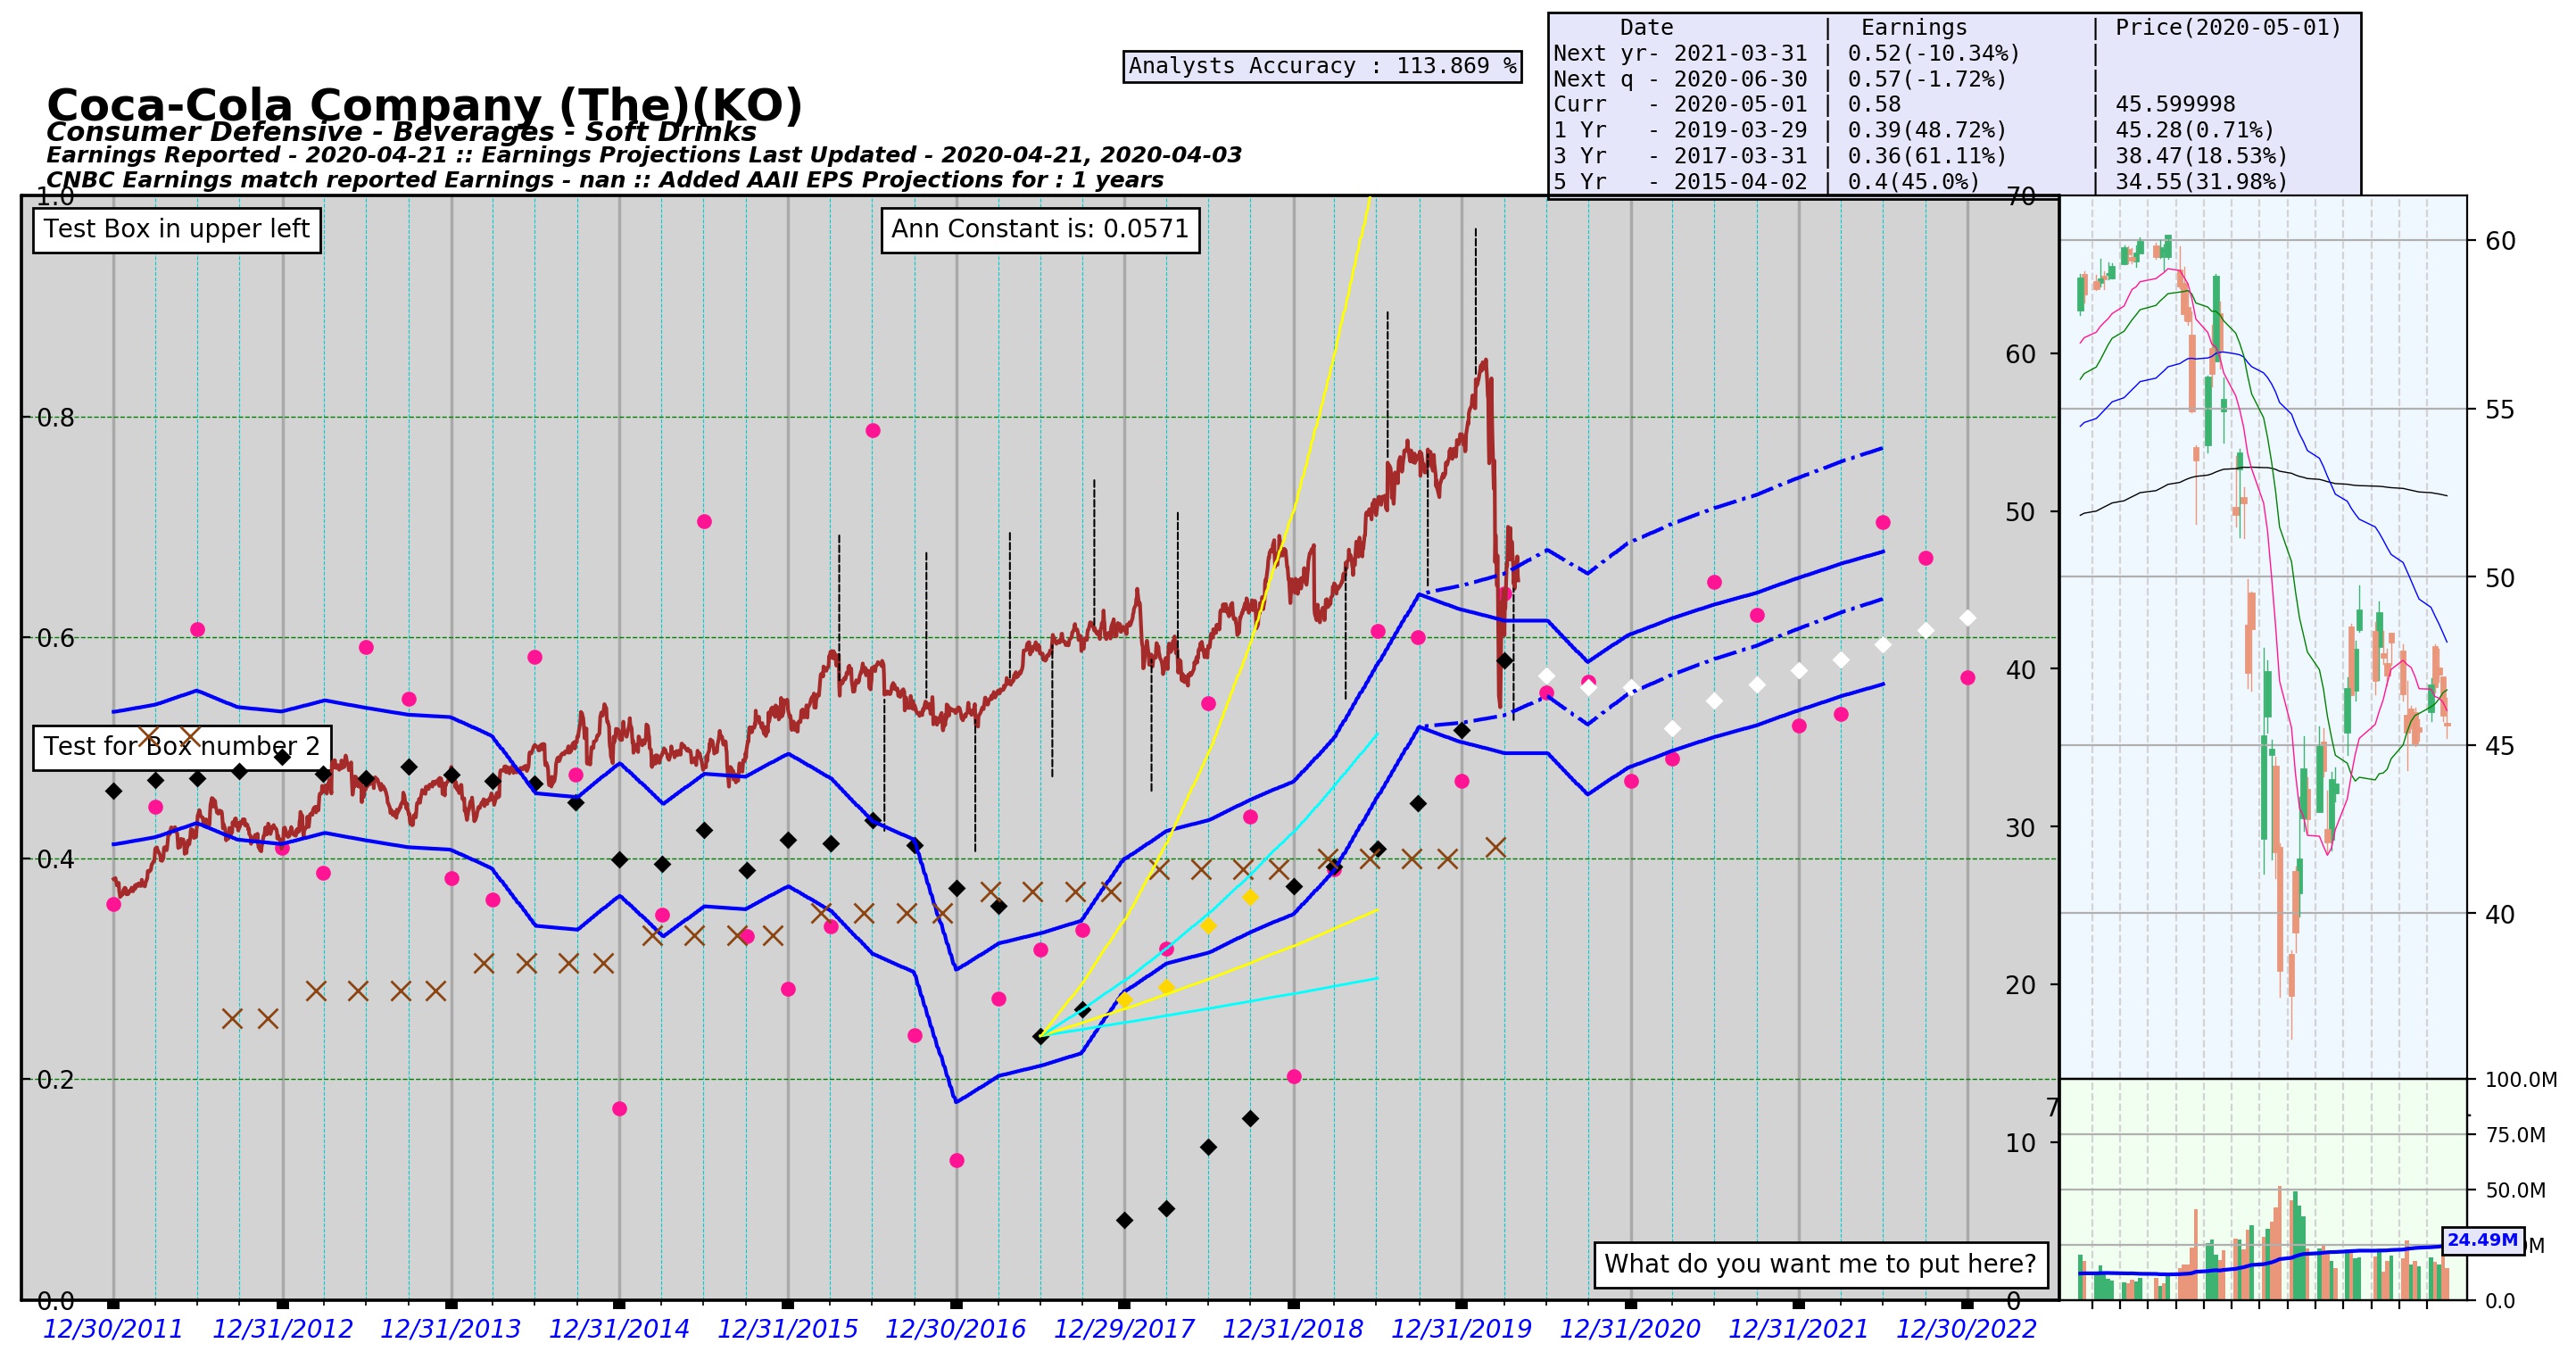 Date | Earnings | Price(2020-05-01)
Next yr- 2021-03-31 | 0.52(-10.34%) |
Next q - 2020-06-30 | 0.57(-1.72%) |
Curr - 2020-05-01 | 0.58 | 45.599998
1 Yr - 2019-03-29 | 0.39(48.72%) | 45.28(0.71%)
3 Yr - 2017-03-31 | 0.36(61.11%) | 38.47(18.53%)
5 Yr - 2015-04-02 | 0.4(45.0%) | 34.55(31.98%)
Analysts Accuracy : 113.869 %
Coca-Cola Company (The)(KO)
Consumer Defensive - Beverages - Soft Drinks
Earnings Reported - 2020-04-21 :: Earnings Projections Last Updated - 2020-04-21, 2020-04-03
CNBC Earnings match reported Earnings - nan :: Added AAII EPS Projections for : 1 years
Test Box in upper left
Ann Constant is: 0.0571
Test for Box number 2
What do you want me to put here?
1.0
0.8
0.6
0.4
0.2
0.0
70
60
50
40
30
20
10
0
60
55
50
45
40
100.0M
75.0M
50.0M
24.49M
0.0
7
12/30/2011 12/31/2012 12/31/2013 12/31/2014 12/31/2015 12/30/2016 12/29/2017 12/31/2018 12/31/2019 12/31/2020 12/31/2021 12/30/2022